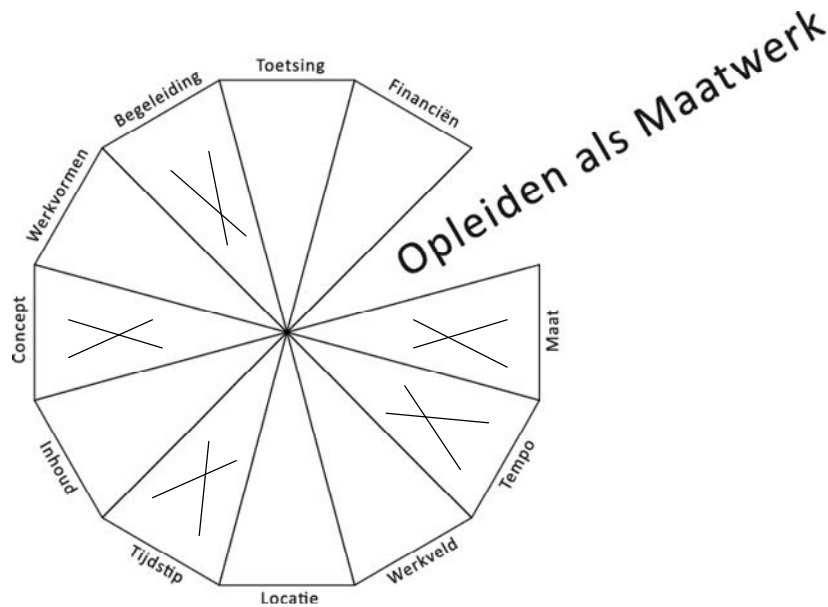 Toetsing
Financiën
Opleiden als Maatwerk
Begeleiding
Werkvormen
Concept
Maat
Inhoud
Tempo
Tijdstip
Werkveld
Locatie